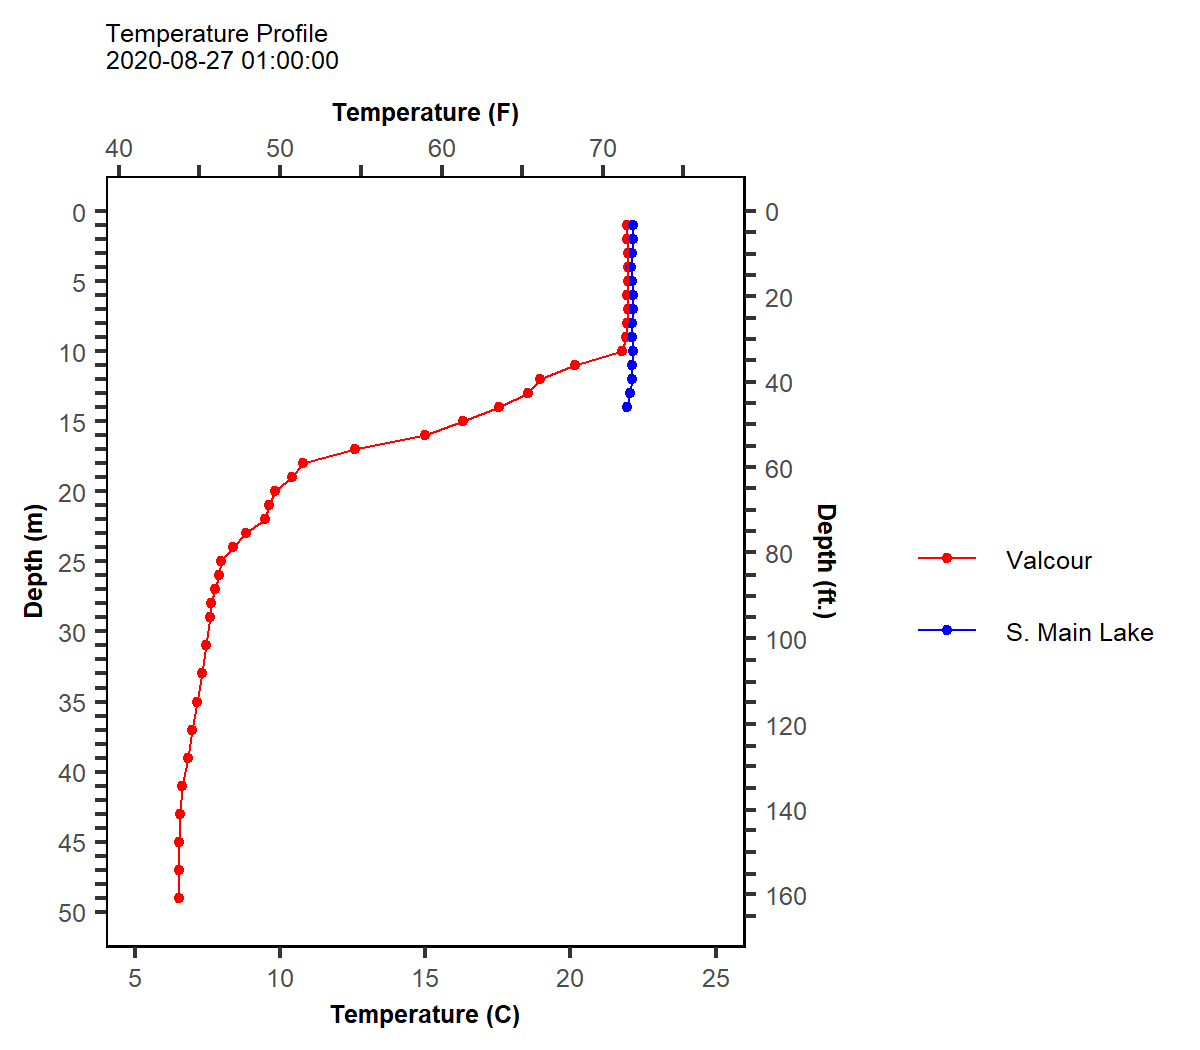 Temperature Profile
2020-08-27 01:00:00
Temperature (F)
40 50 60 70
0 0
5 20
10 40
15 60
20 80
25 100
30 120
35 140
40 160
45
50
Depth (m)
Depth (ft.)
Valcour
S. Main Lake
5 10 15 20 25
Temperature (C)